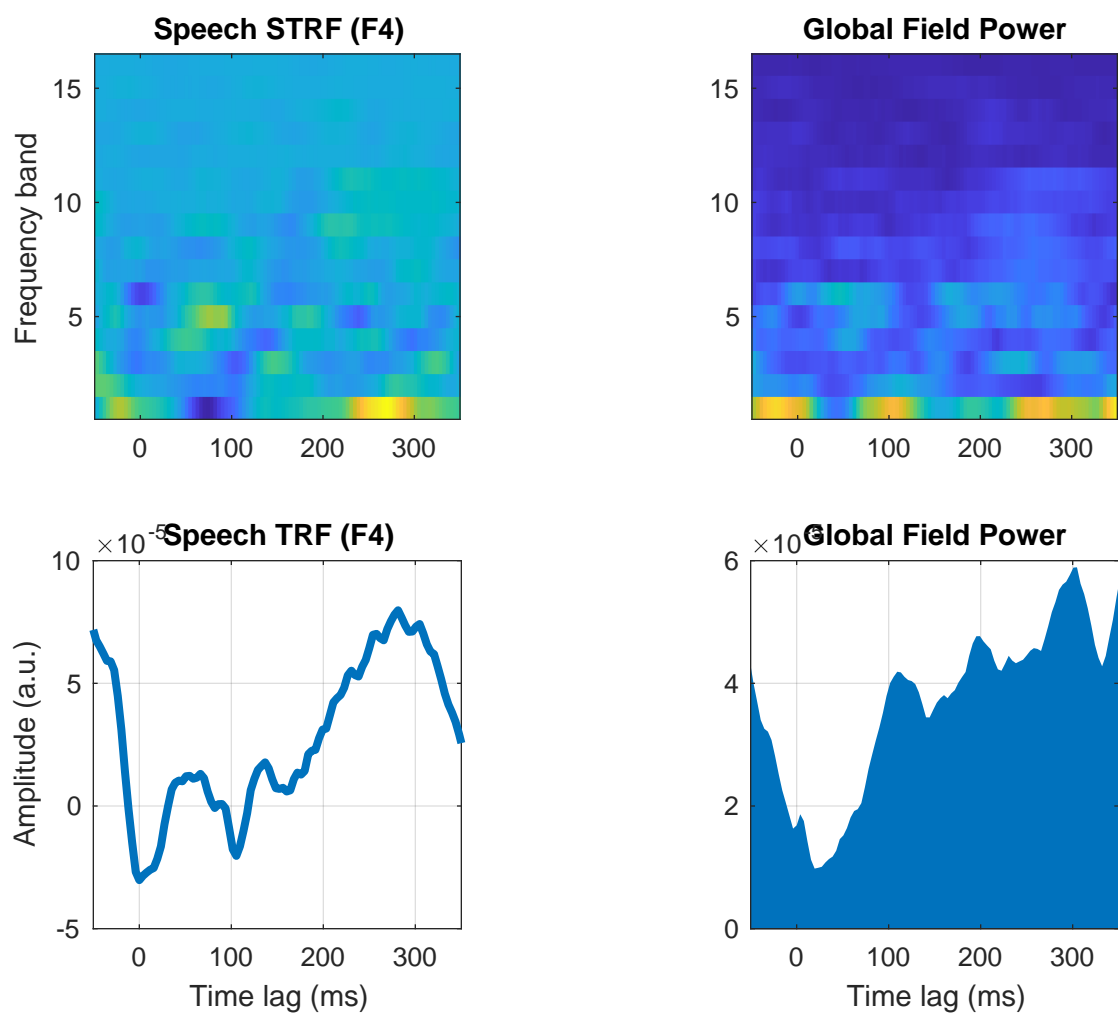 Speech STRF (F4)
Global Field Power
Frequency band
15
10
5
0 100 200 300
15
10
5
0 100 200 300
Speech TRF (F4)
×10^-5
Global Field Power
×10
Amplitude (a.u.)
10
5
0
-5
0 100 200 300
Time lag (ms)
6
4
2
0
0 100 200 300
Time lag (ms)